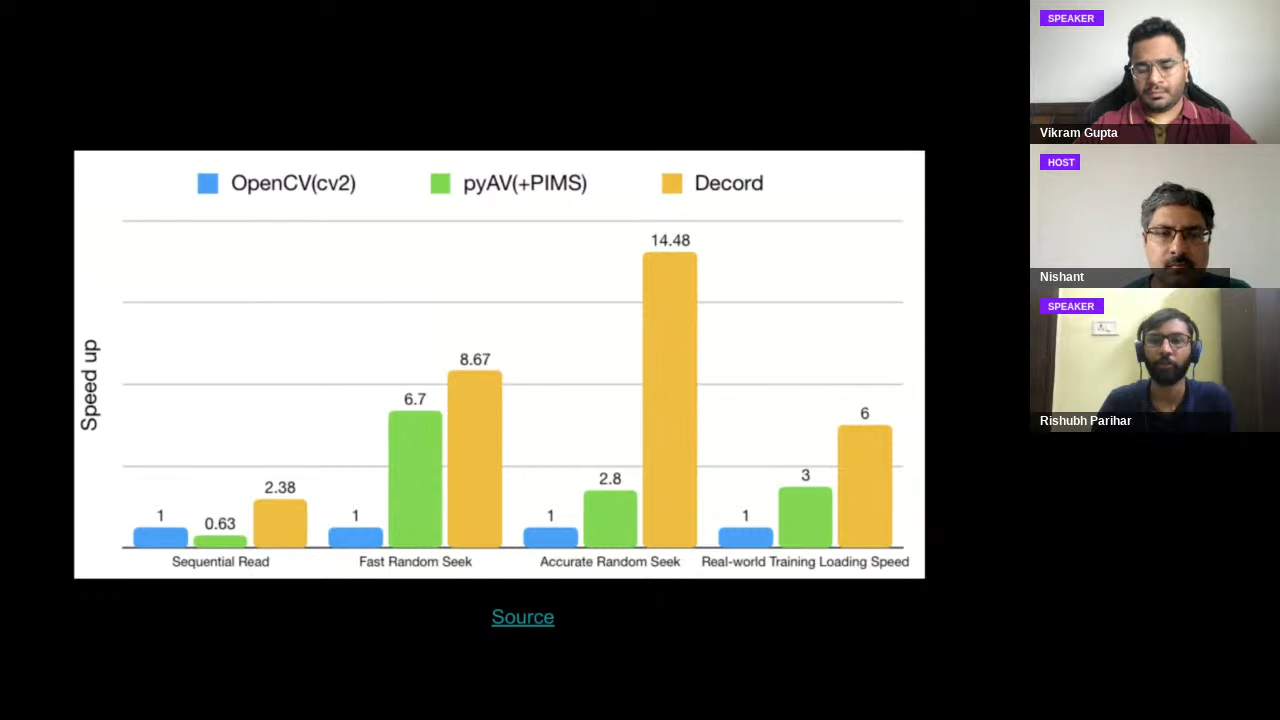 OpenCV(cv2) pyAV(+PIMS) Decord
Speed up
1 0.63 2.38
1 6.7 8.67
1 2.8 14.48
1 3 6
Sequential Read Fast Random Seek Accurate Random Seek Real-world Training Loading Speed
Source
SPEAKER
Vikram Gupta
HOST
Nishant
SPEAKER
Rishubh Parihar